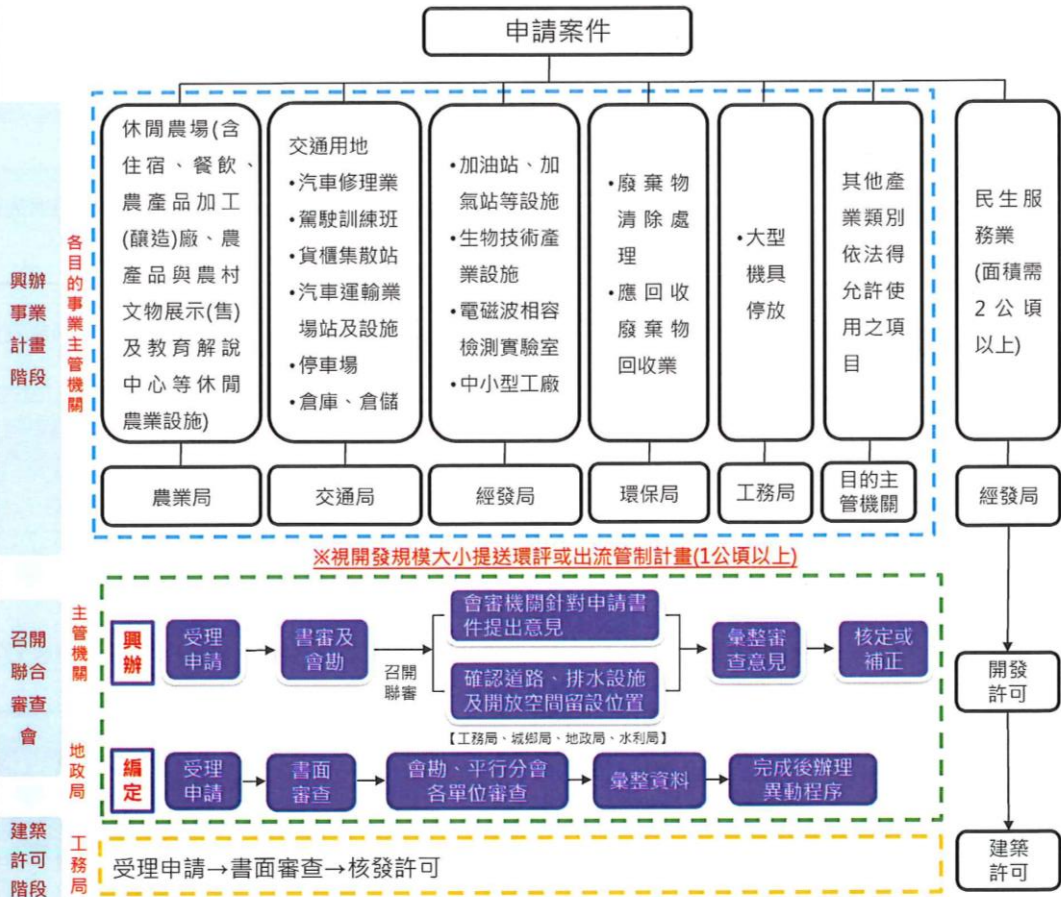 申請案件
興辦
事業
計畫
階段
各目的事業主管機關
休閒農場(含
住宿、餐飲、
農產品加工
(釀造)廠、農
產品與農村
文物展示(售)
及教育解說
中心等休閒
農業設施)
農業局
交通用地
•汽車修理業
•駕駛訓練班
•貨櫃集散站
•汽車運輸業
場站及設施
•停車場
•倉庫、倉儲
交通局
•加油站、加
氣站等設施
•生物技術產
業設施
•電磁波相容
檢測實驗室
•中小型工廠
經發局
•廢棄物
清除處
理
•應回收
廢棄物
回收業
環保局
•大型
機具
停放
工務局
其他產
業類別
依法得
允許使
用之項
目
目的主
管機關
民生服
務業
(面積需
2公頃
以上)
經發局
※視開發規模大小提送環評或出流管制計畫(1公頃以上)
召開
聯合
審查
會
主管機關
興辦
受理
申請
書審及
會勘
召開
聯審
會審機關針對申請書
件提出意見
確認道路、排水設施
及開放空間留設位置
【工務局、城鄉局、地政局、水利局】
彙整審
查意見
核定或
補正
開發
許可
地政局
編定
受理
申請
書面
審查
會勘、平行分會
各單位審查
彙整資料
完成後辦理
異動程序
建築
許可
階段
工務局
受理申請→書面審查→核發許可
建築
許可